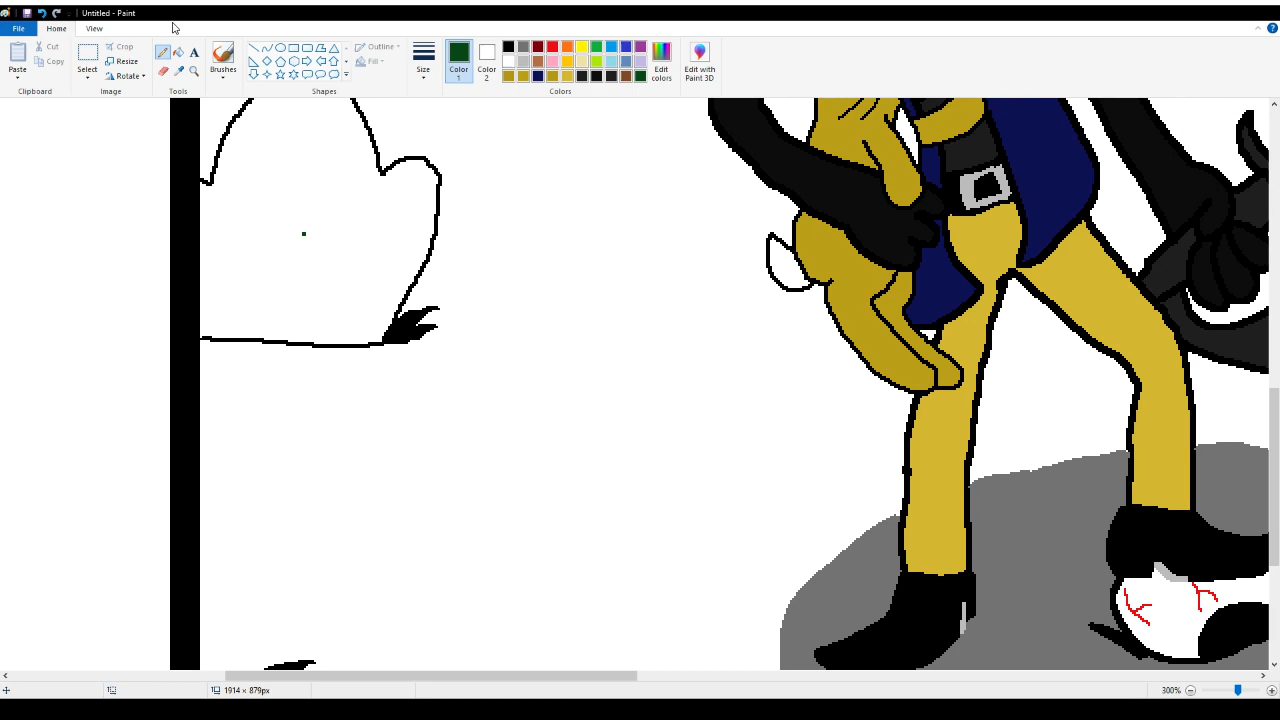 Untitled - Paint
File Home View
Paste Cut Copy Clipboard
Select Crop Resize Rotate Image
Tools
Brushes
Shapes Outline Fill
Size
Color 1 Color 2 Colors
Edit colors
Edit with Paint 3D
1914 × 879px 300%